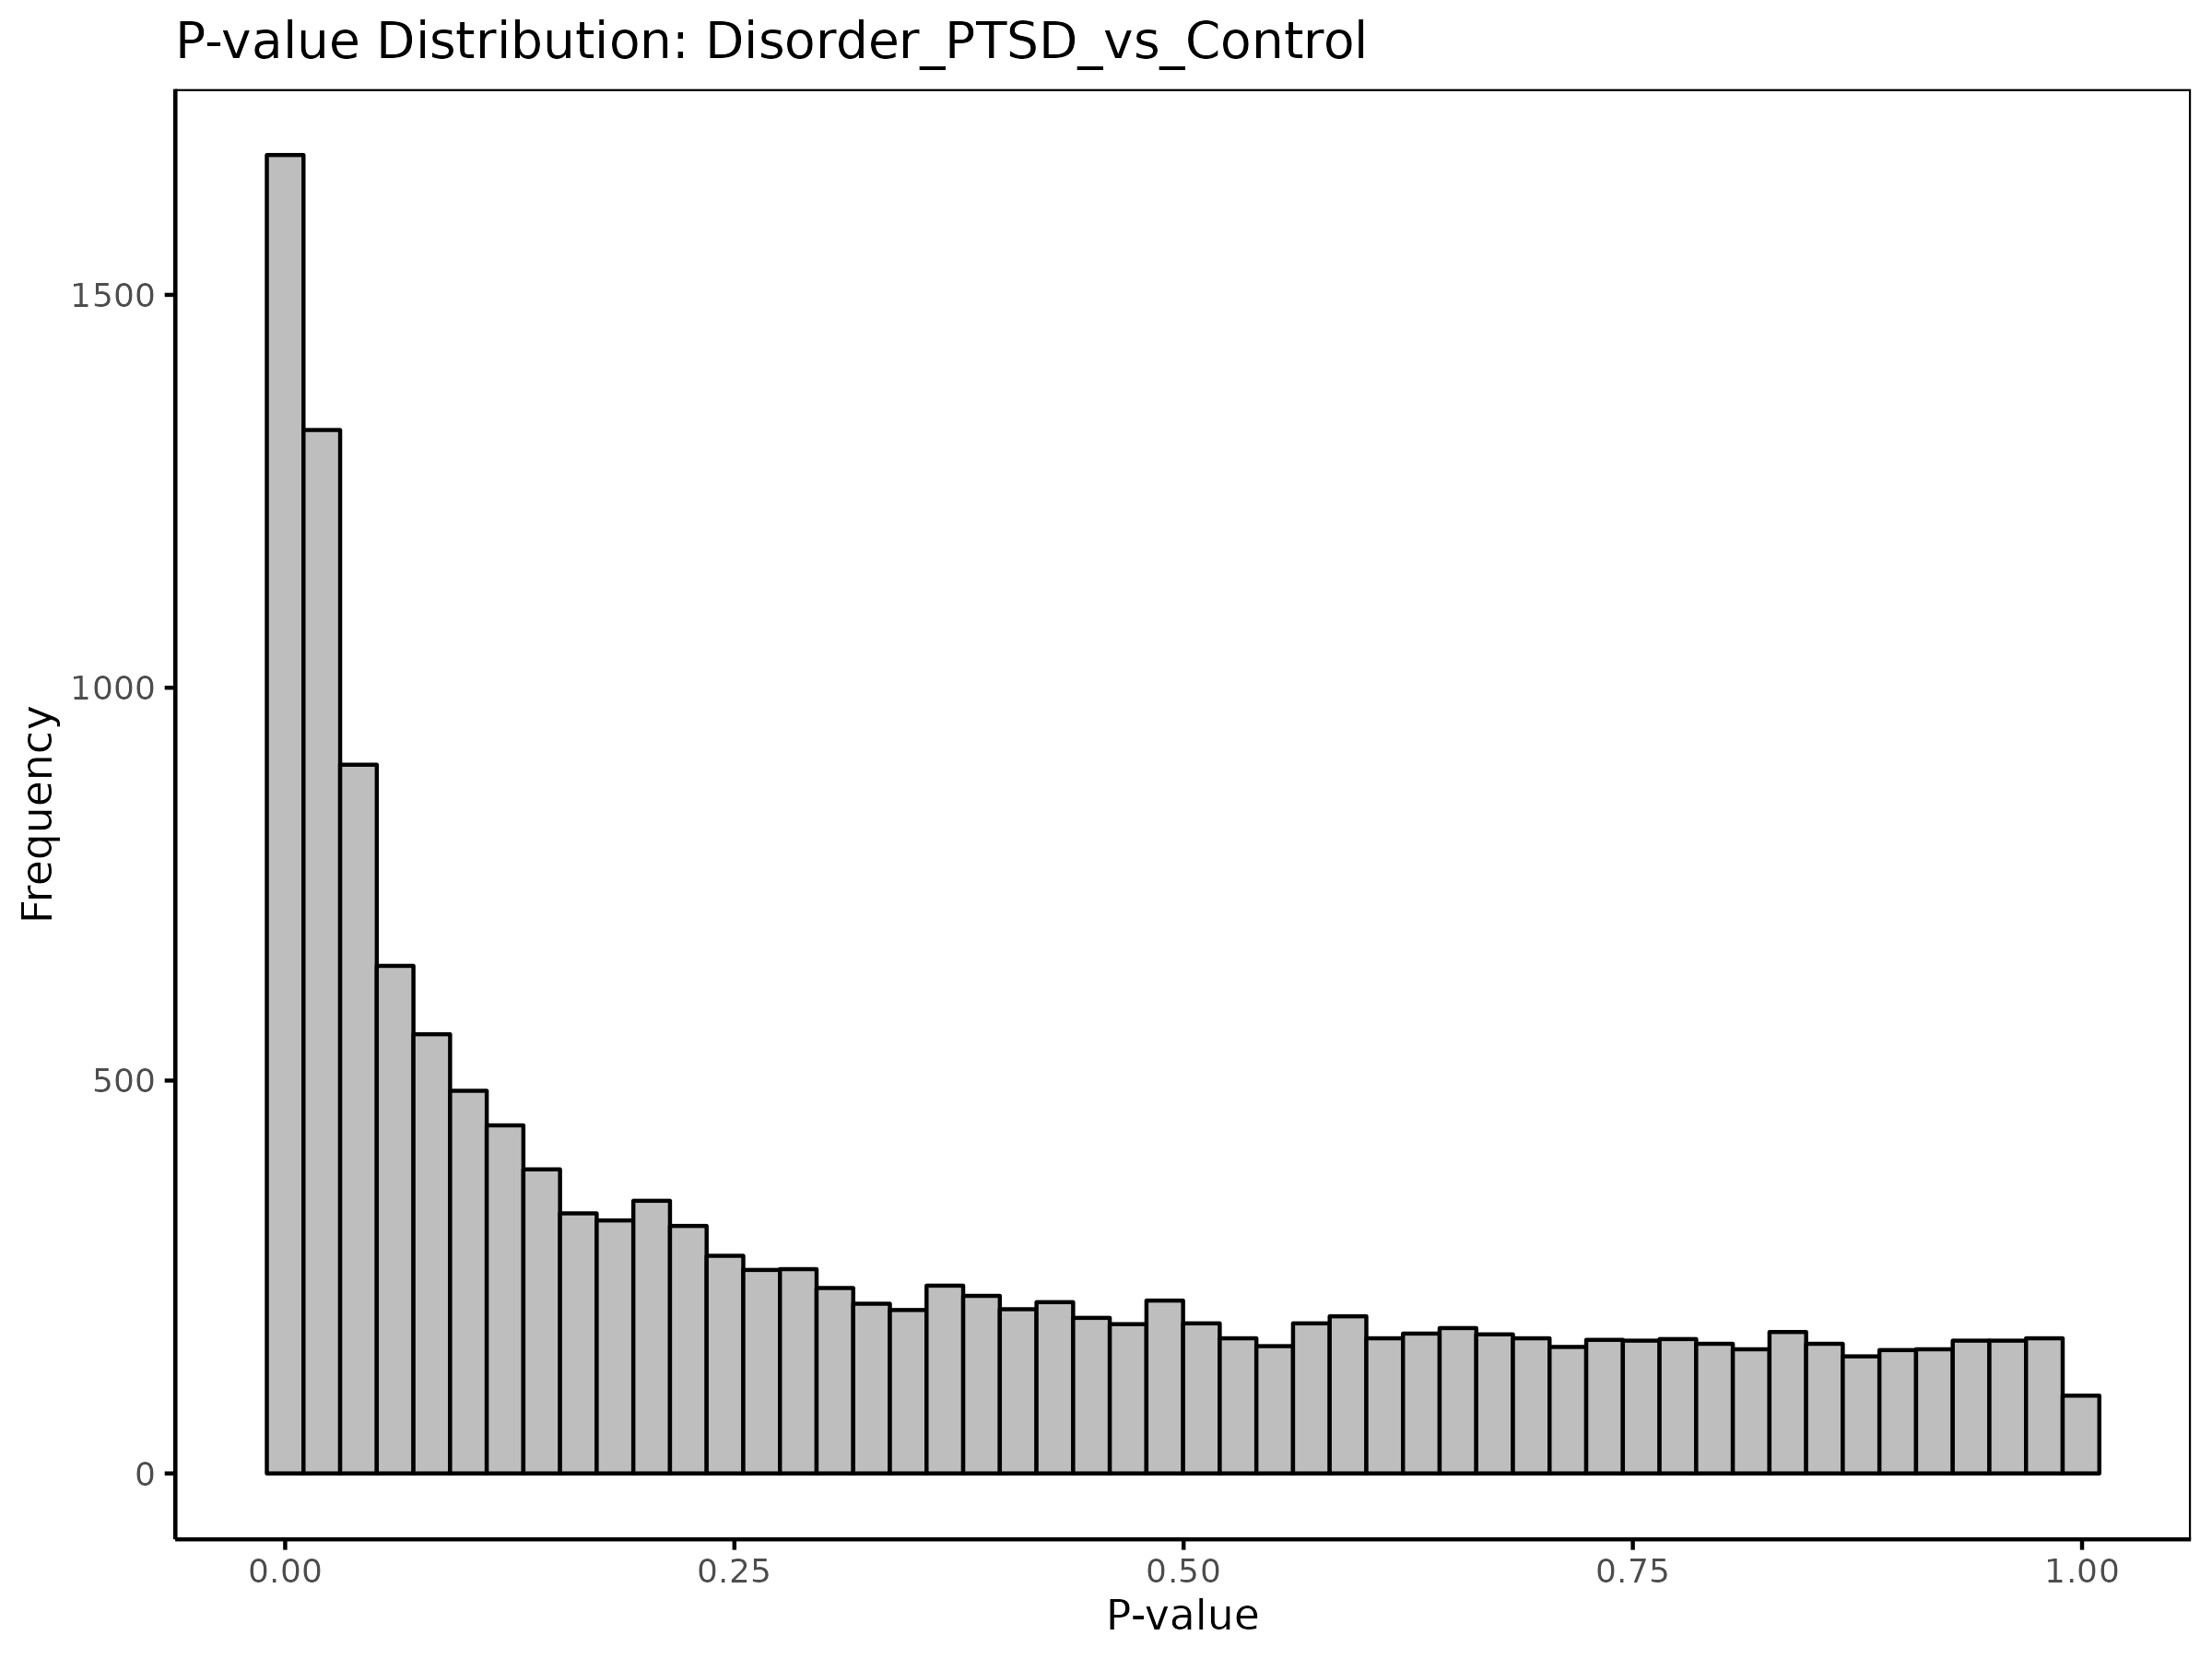 P-value Distribution: Disorder_PTSD_vs_Control
Frequency
1500
1000
500
0
0.00 0.25 0.50 0.75 1.00
P-value